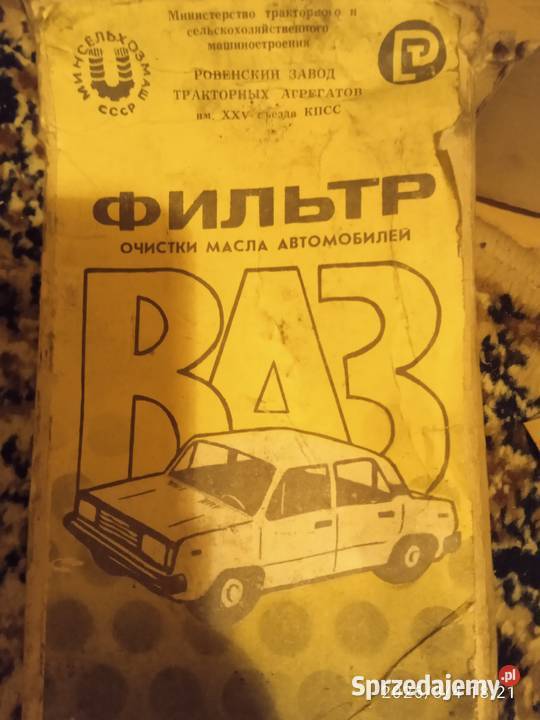 МИНСЕЛЬХОЗМАШ
СССР
Министерство тракторного и
сельскохозяйственного
машиностроения
РОВЕНСКИЙ ЗАВОД
ТРАКТОРНЫХ АГРЕГАТОВ
им. XXV съезда КПСС
ФИЛЬТР
ОЧИСТКИ МАСЛА АВТОМОБИЛЕЙ
ВАЗ
Sprzedajemy.pl